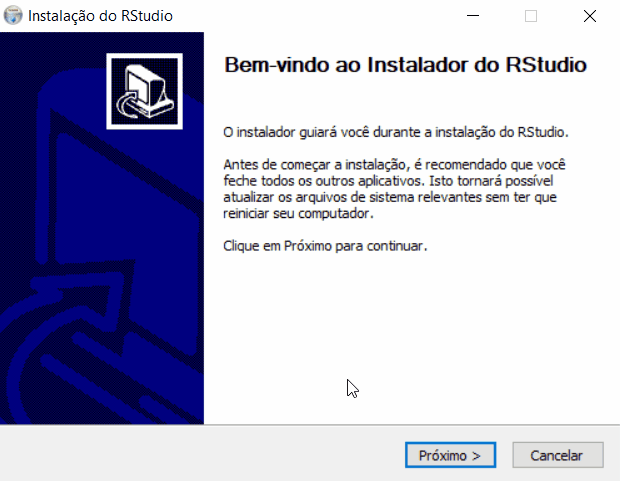 Instalação do RStudio
Bem-vindo ao Instalador do RStudio
O instalador guiará você durante a instalação do RStudio.
Antes de começar a instalação, é recomendado que você
feche todos os outros aplicativos. Isto tornará possível
atualizar os arquivos de sistema relevantes sem ter que
reiniciar seu computador.
Clique em Próximo para continuar.
Próximo >
Cancelar